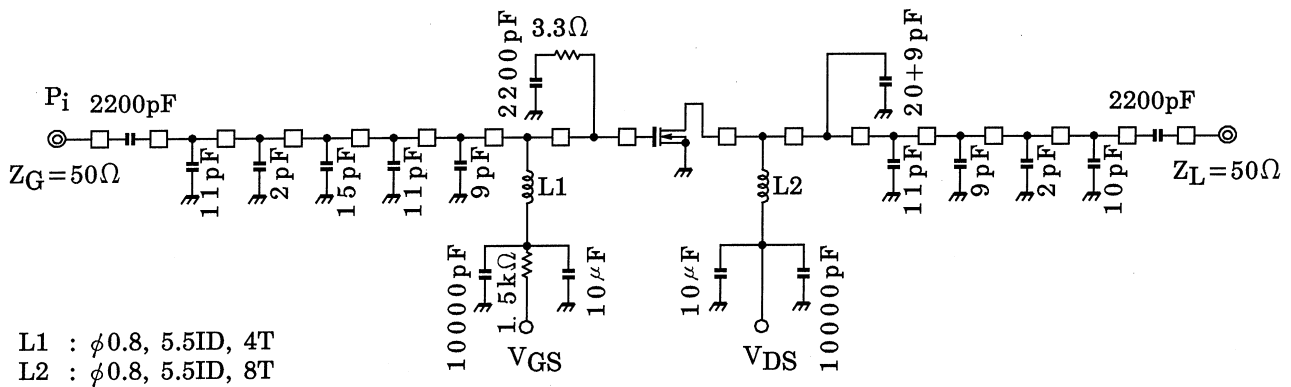 Pi
2200pF
ZG=50Ω
11pF
2pF
15pF
11pF
9pF
2200pF
3.3Ω
L1
10000pF
1.5kΩ
10μF
VGS
20+9pF
L2
10μF
10000pF
VDS
11pF
9pF
2pF
10pF
2200pF
ZL=50Ω
L1 : φ0.8, 5.5ID, 4T
L2 : φ0.8, 5.5ID, 8T